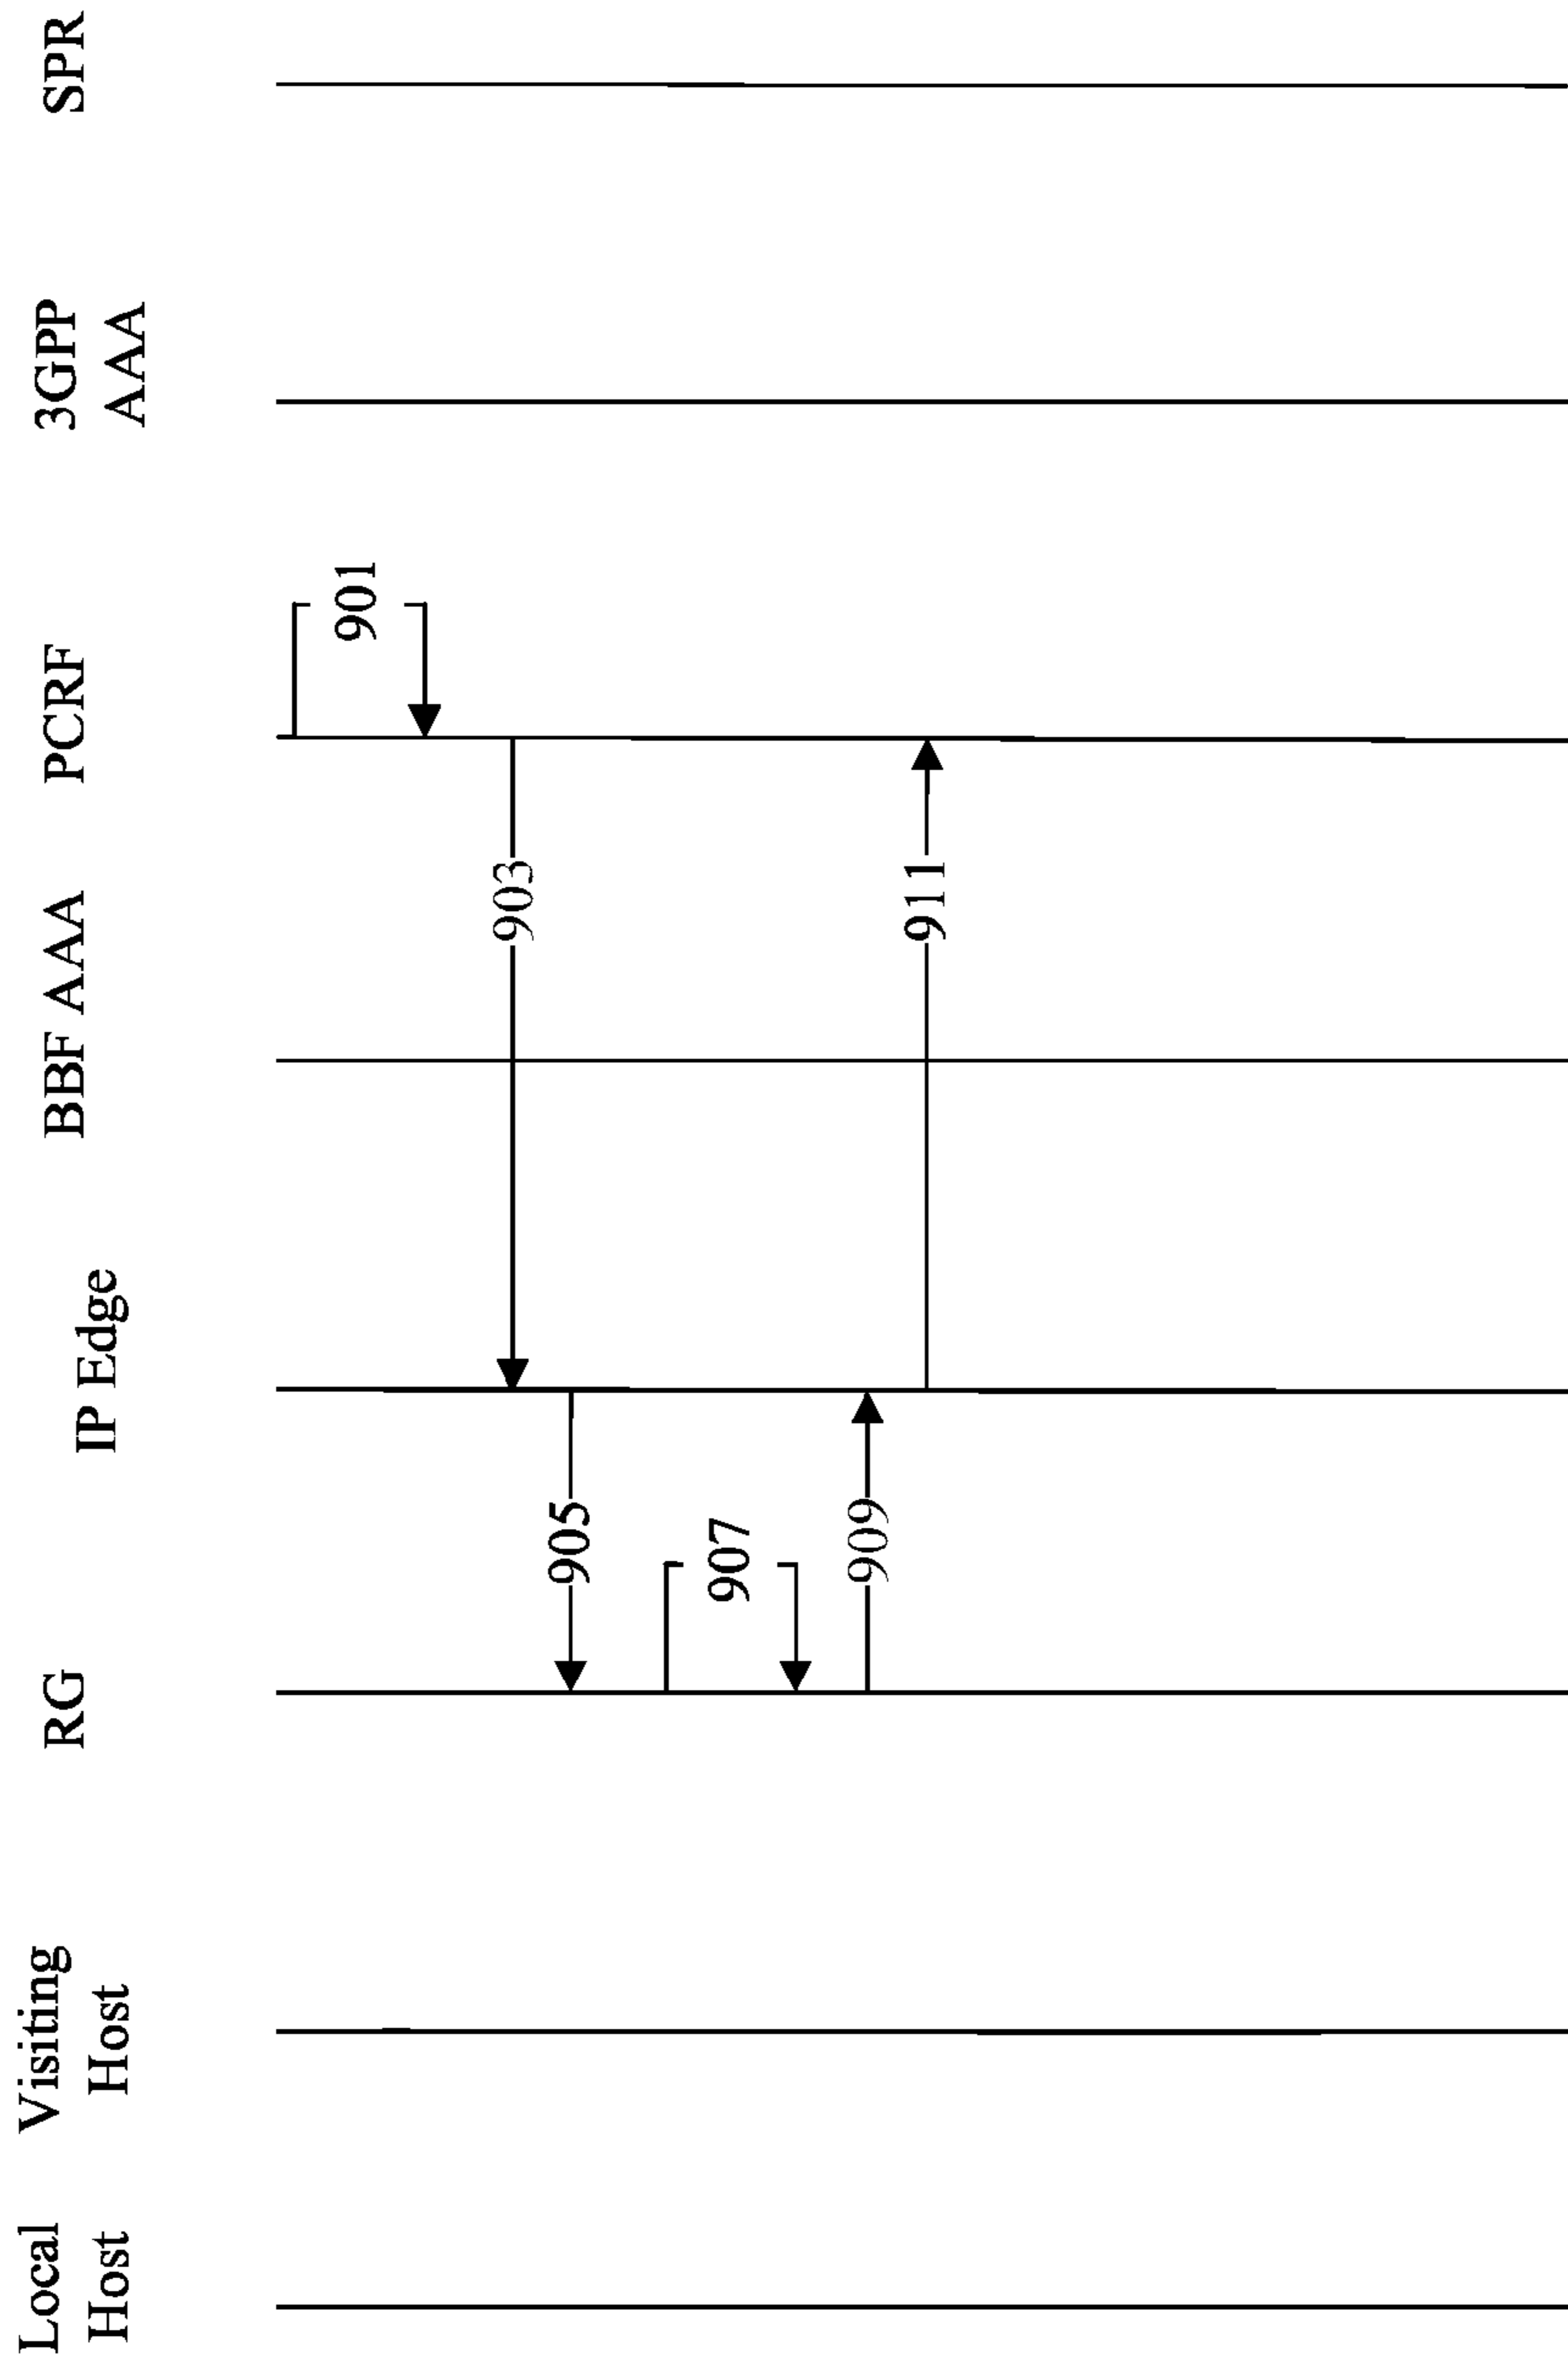 Local
Host
Visiting
Host
RG
IP Edge
BBF AAA
PCRF
3GPP
AAA
SPR
901
903
905
907
909
911